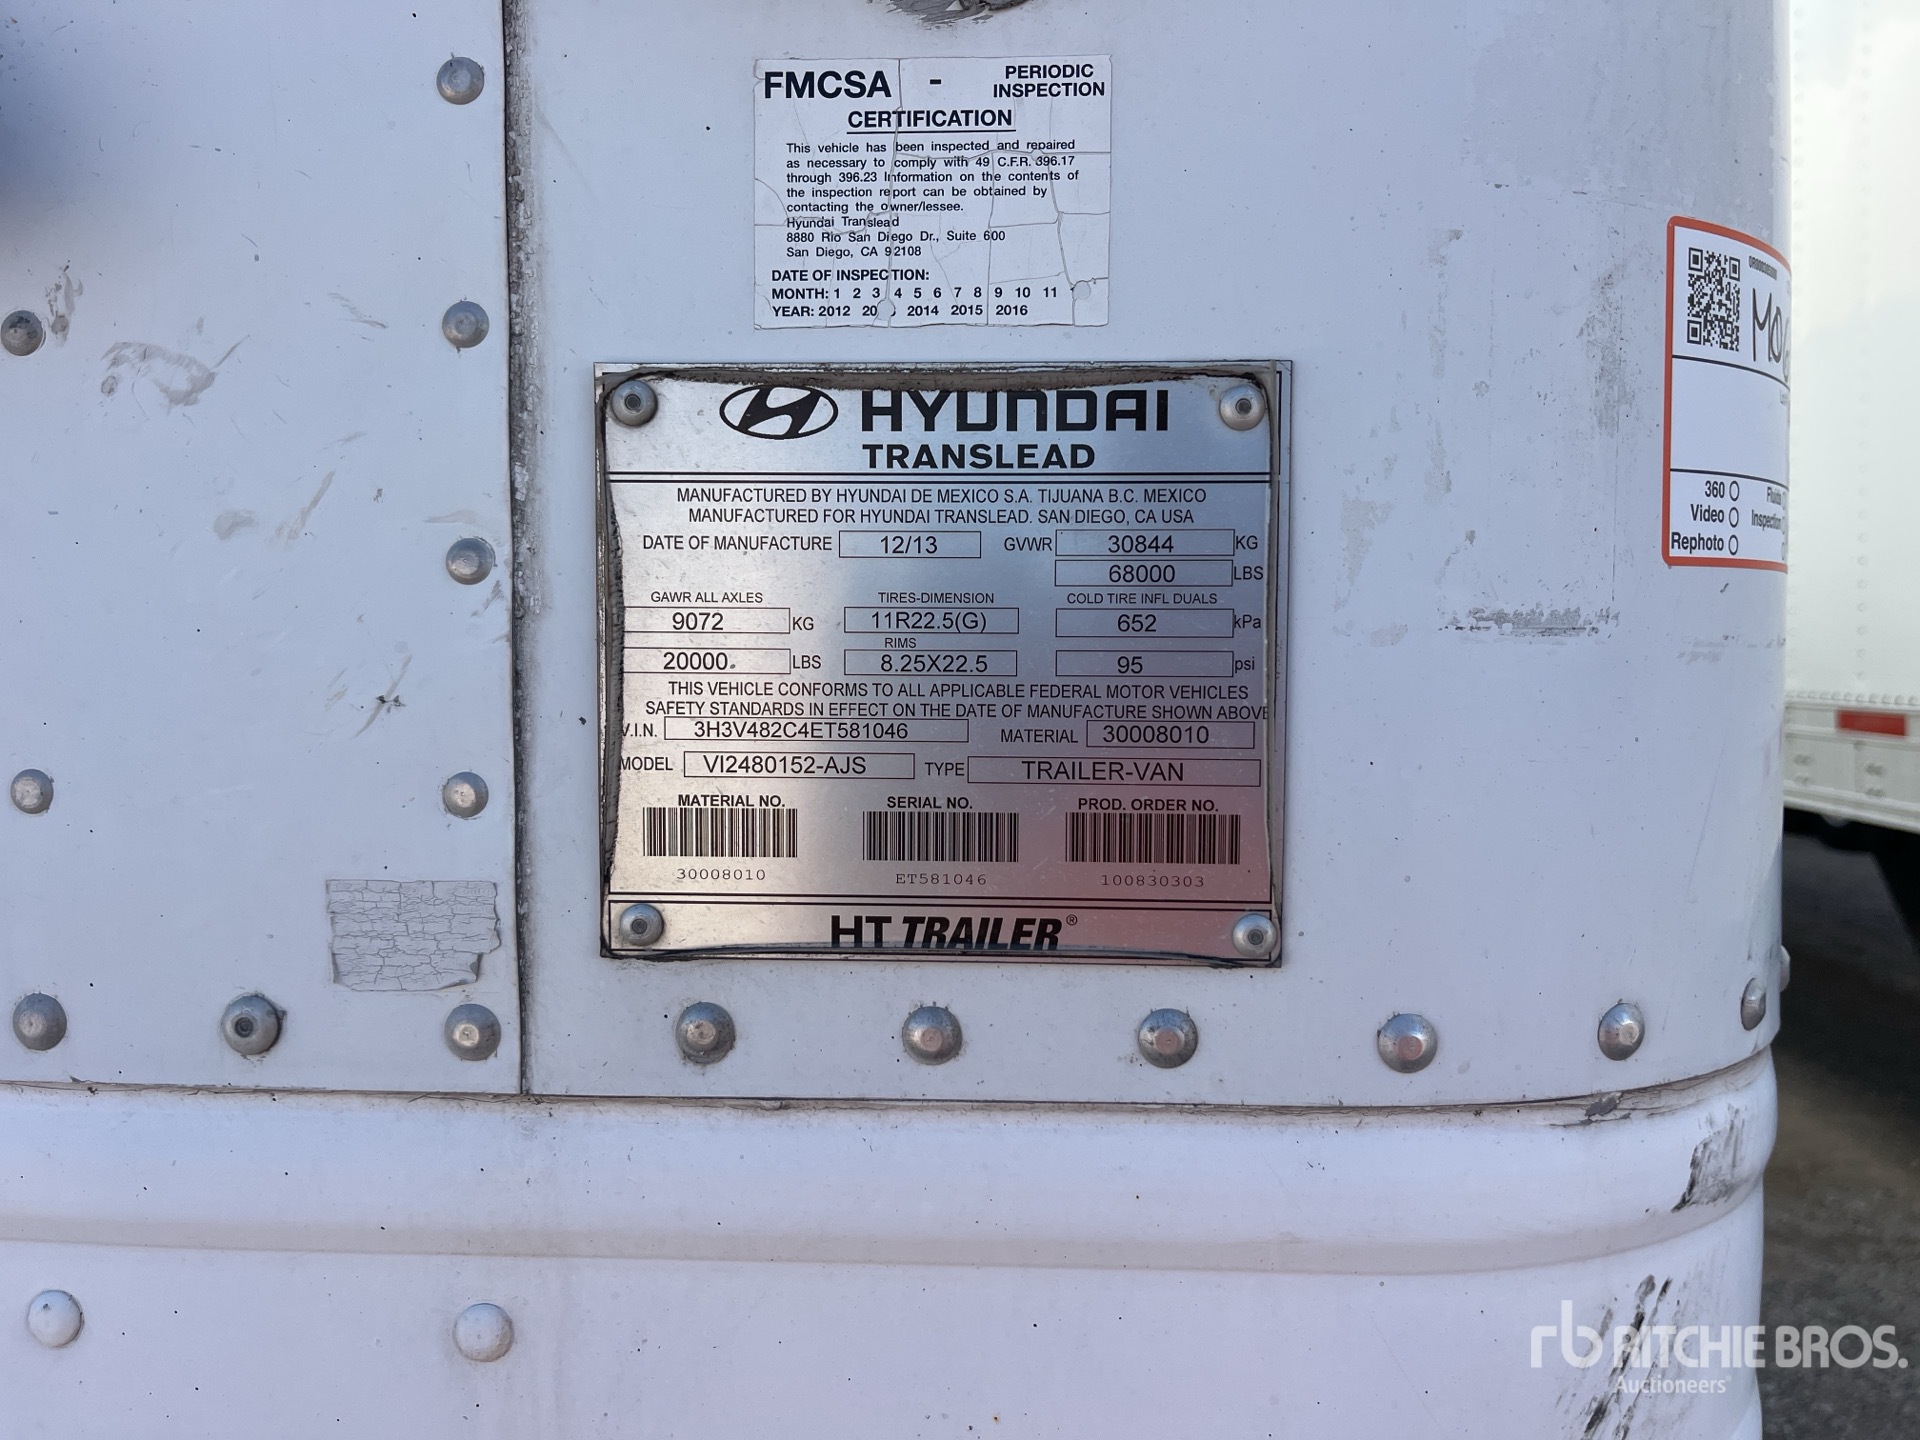 FMCSA - PERIODIC INSPECTION
CERTIFICATION
This vehicle has been inspected and repaired
as necessary to comply with 49 C.F.R. 396.17
through 396.23 Information on the contents of
the inspection report can be obtained by
contacting the owner/lessee.
Hyundai Translead
8880 Rio San Diego Dr., Suite 600
San Diego, CA 92108
DATE OF INSPECTION:
MONTH: 1 2 3 4 5 6 7 8 9 10 11
YEAR: 2012 2014 2015 2016
HYUNDAI
TRANSLEAD
MANUFACTURED BY HYUNDAI DE MEXICO S.A. TIJUANA B.C. MEXICO
MANUFACTURED FOR HYUNDAI TRANSLEAD. SAN DIEGO, CA USA
DATE OF MANUFACTURE 12/13 GVWR 30844 KG
68000 LBS
GAWR ALL AXLES TIRES-DIMENSION COLD TIRE INFL DUALS
9072 KG 11R22.5(G) 652 kPa
RIMS
20000 LBS 8.25X22.5 95 psi
THIS VEHICLE CONFORMS TO ALL APPLICABLE FEDERAL MOTOR VEHICLES
SAFETY STANDARDS IN EFFECT ON THE DATE OF MANUFACTURE SHOWN ABOVE
V.I.N. 3H3V482C4ET581046 MATERIAL 30008010
MODEL VI2480152-AJS TYPE TRAILER-VAN
MATERIAL NO. SERIAL NO. PROD. ORDER NO.
30008010 ET581046 100830303
HT TRAILER®
360
Video
Inspection
Rephoto
rb RITCHIE BROS.
Auctioneers